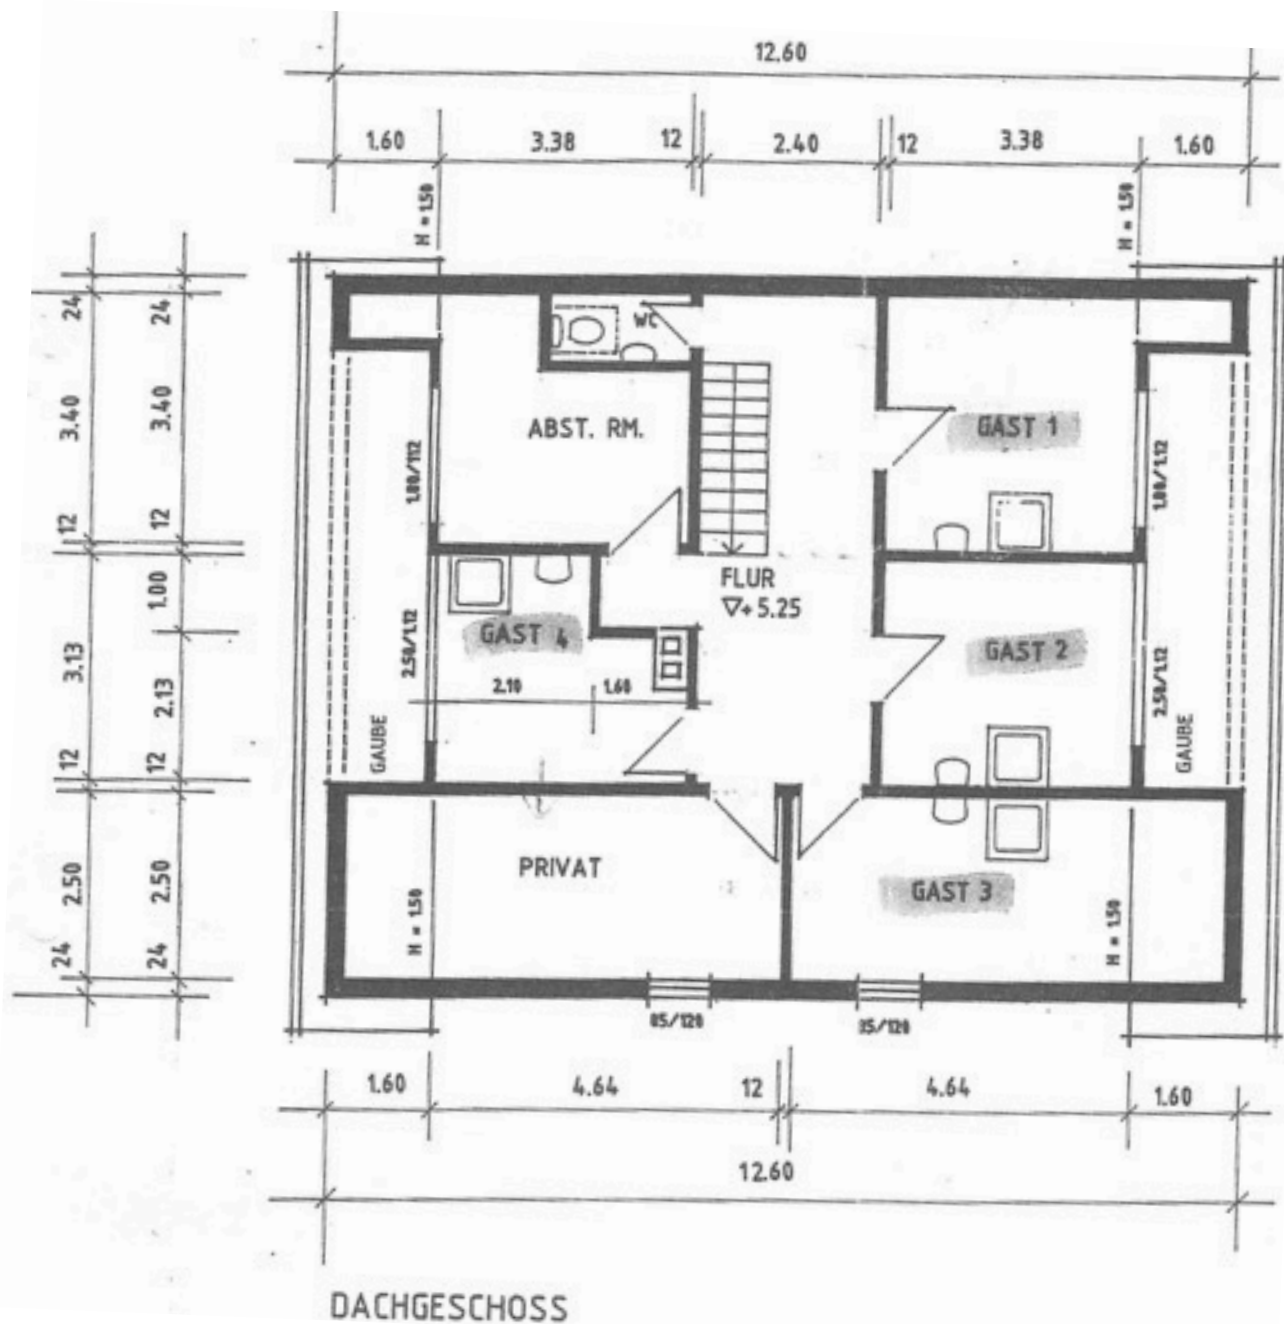 12.60
1.60 3.38 12 2.40 12 3.38 1.60
H = 1.50
H = 1.50
24 24
3.40 3.40
12 12
1.00
3.13
2.13
12 12
2.50 2.50
24 24
WC
ABST. RM.
GAST 1
1.00/112
1.00/1.12
FLUR
∇+ 5.25
GAST 4
GAST 2
2.50/1.12
2.50/1.12
2.10 1.60
GAUBE
GAUBE
PRIVAT
GAST 3
H = 1.50
H = 1.50
85/120
1.60 4.64 12 4.64 1.60
12.60
DACHGESCHOSS